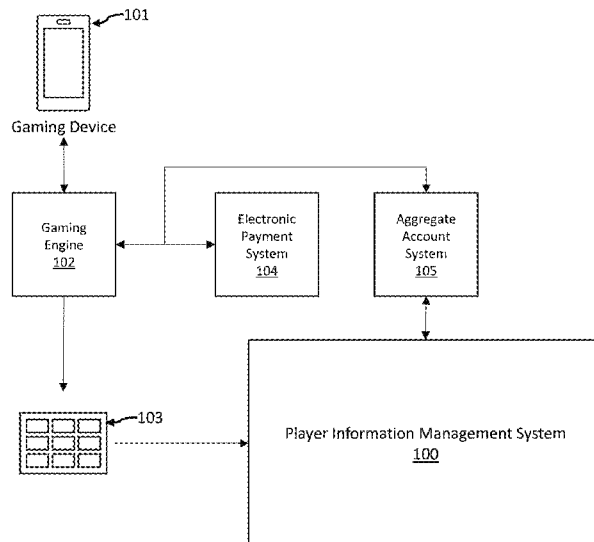 101
Gaming Device
Gaming
Engine
102
Electronic
Payment
System
104
Aggregate
Account
System
105
103
Player Information Management System
100